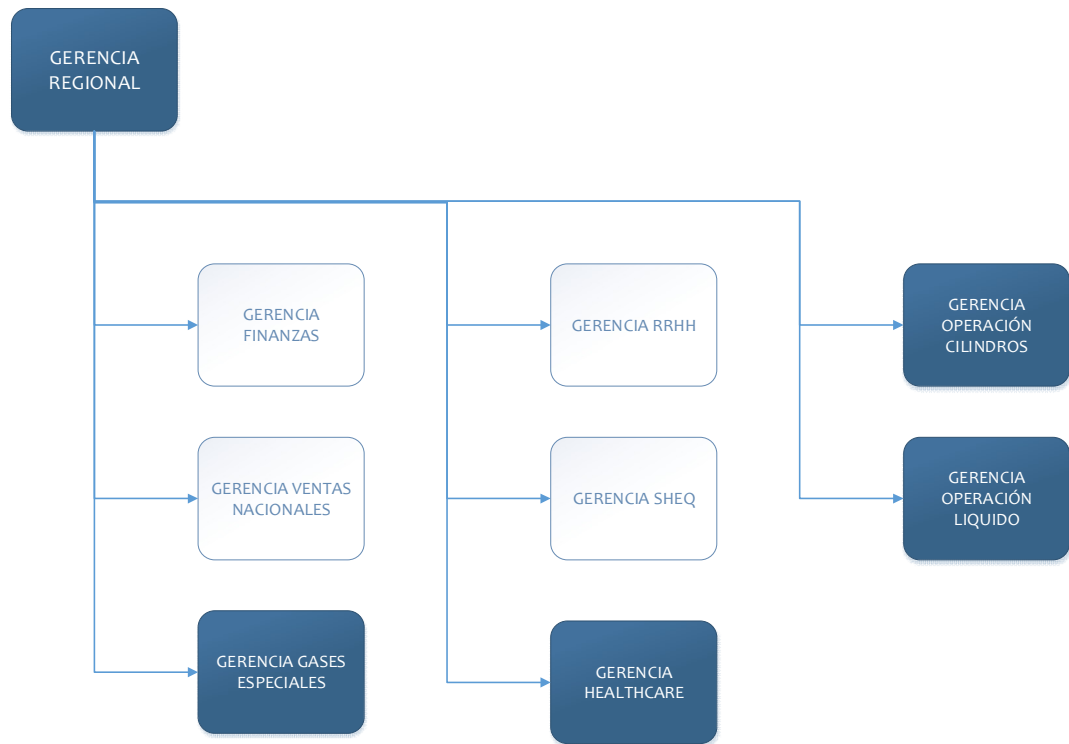 GERENCIA
REGIONAL
GERENCIA
FINANZAS
GERENCIA RRHH
GERENCIA
OPERACIÓN
CILINDROS
GERENCIA VENTAS
NACIONALES
GERENCIA SHEQ
GERENCIA
OPERACIÓN
LIQUIDO
GERENCIA GASES
ESPECIALES
GERENCIA
HEALTHCARE